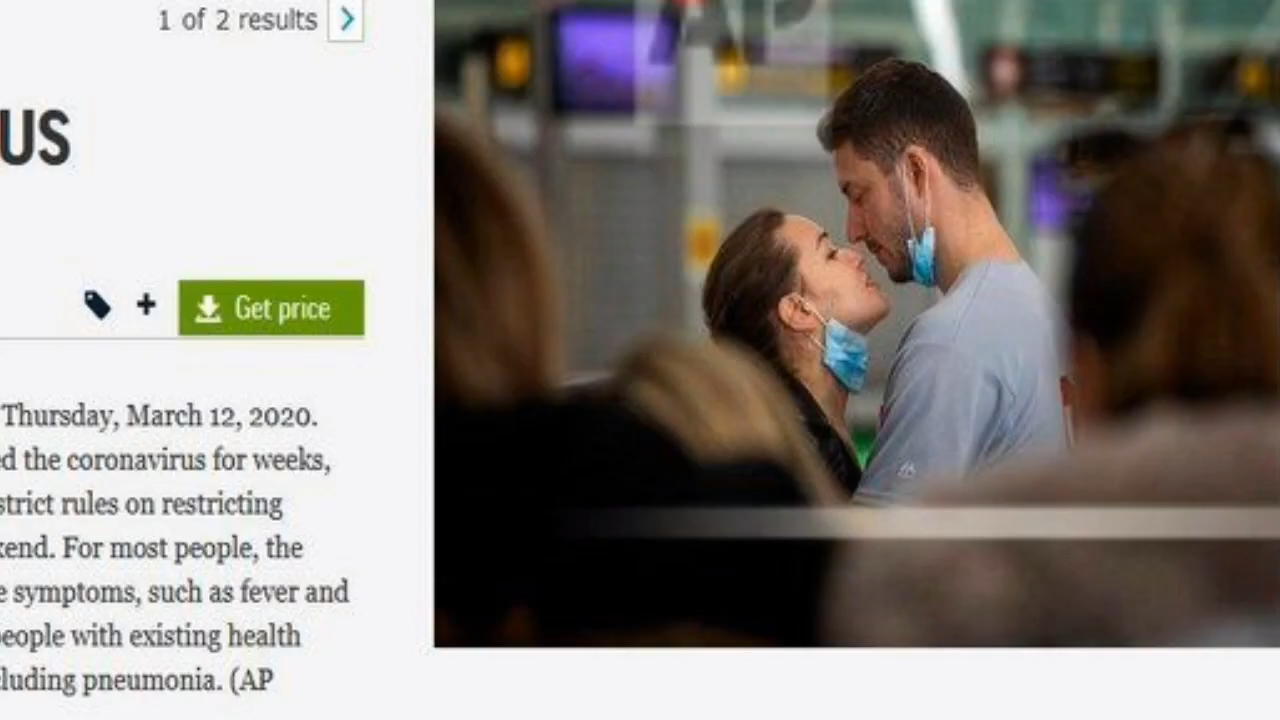 1 of 2 results
US
Get price
Thursday, March 12, 2020.
ed the coronavirus for weeks,
strict rules on restricting
kend. For most people, the
e symptoms, such as fever and
people with existing health
cluding pneumonia. (AP